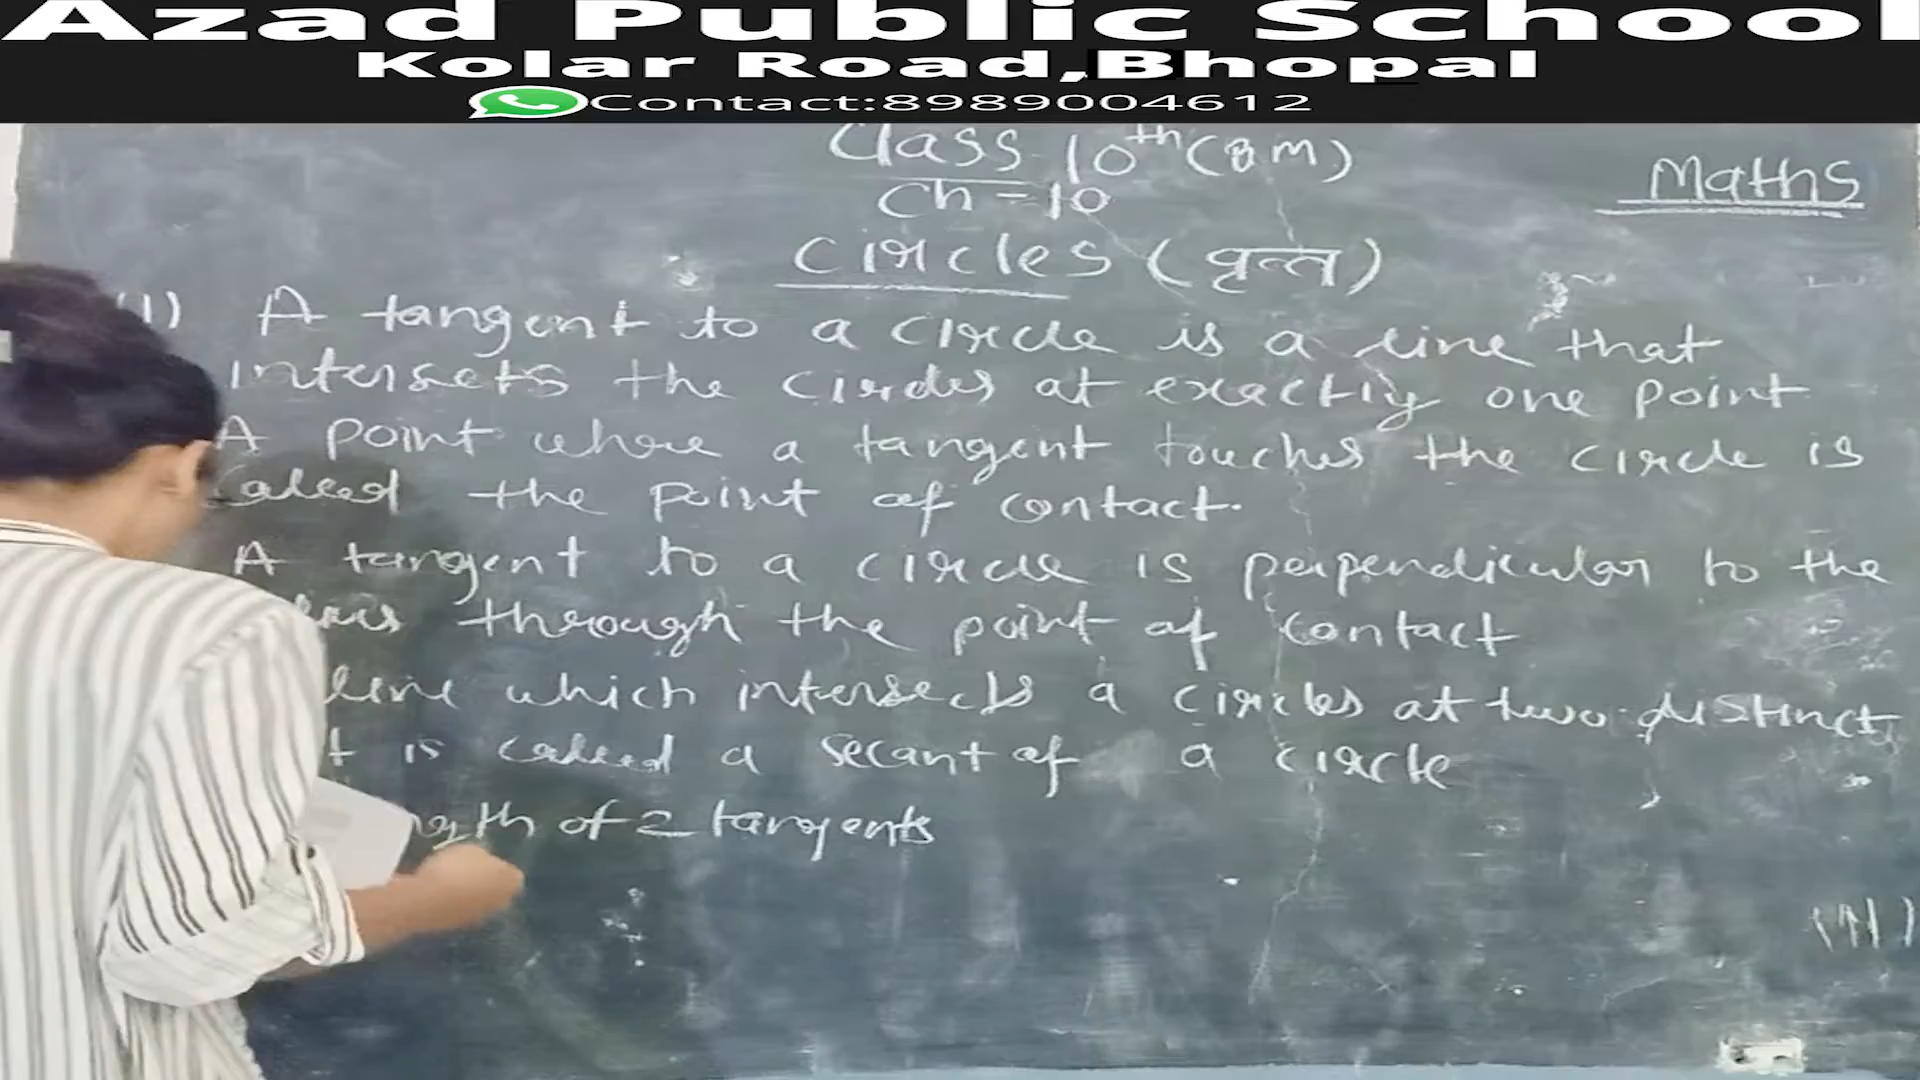 Azad Public School
Kolar Road,Bhopal
Contact:8989004612
Class 10th (BM)
Maths
Ch - 10
Circles (वृत्त)
(1) A tangent to a circle is a line that
intersects the circles at exactly one point
A point where a tangent touches the circle is
Called the point of contact.
A tangent to a circle is perpendicular to the
through the point of contact
line which intersects a circles at two distinct
is called a secant of a circle
of 2 tangents